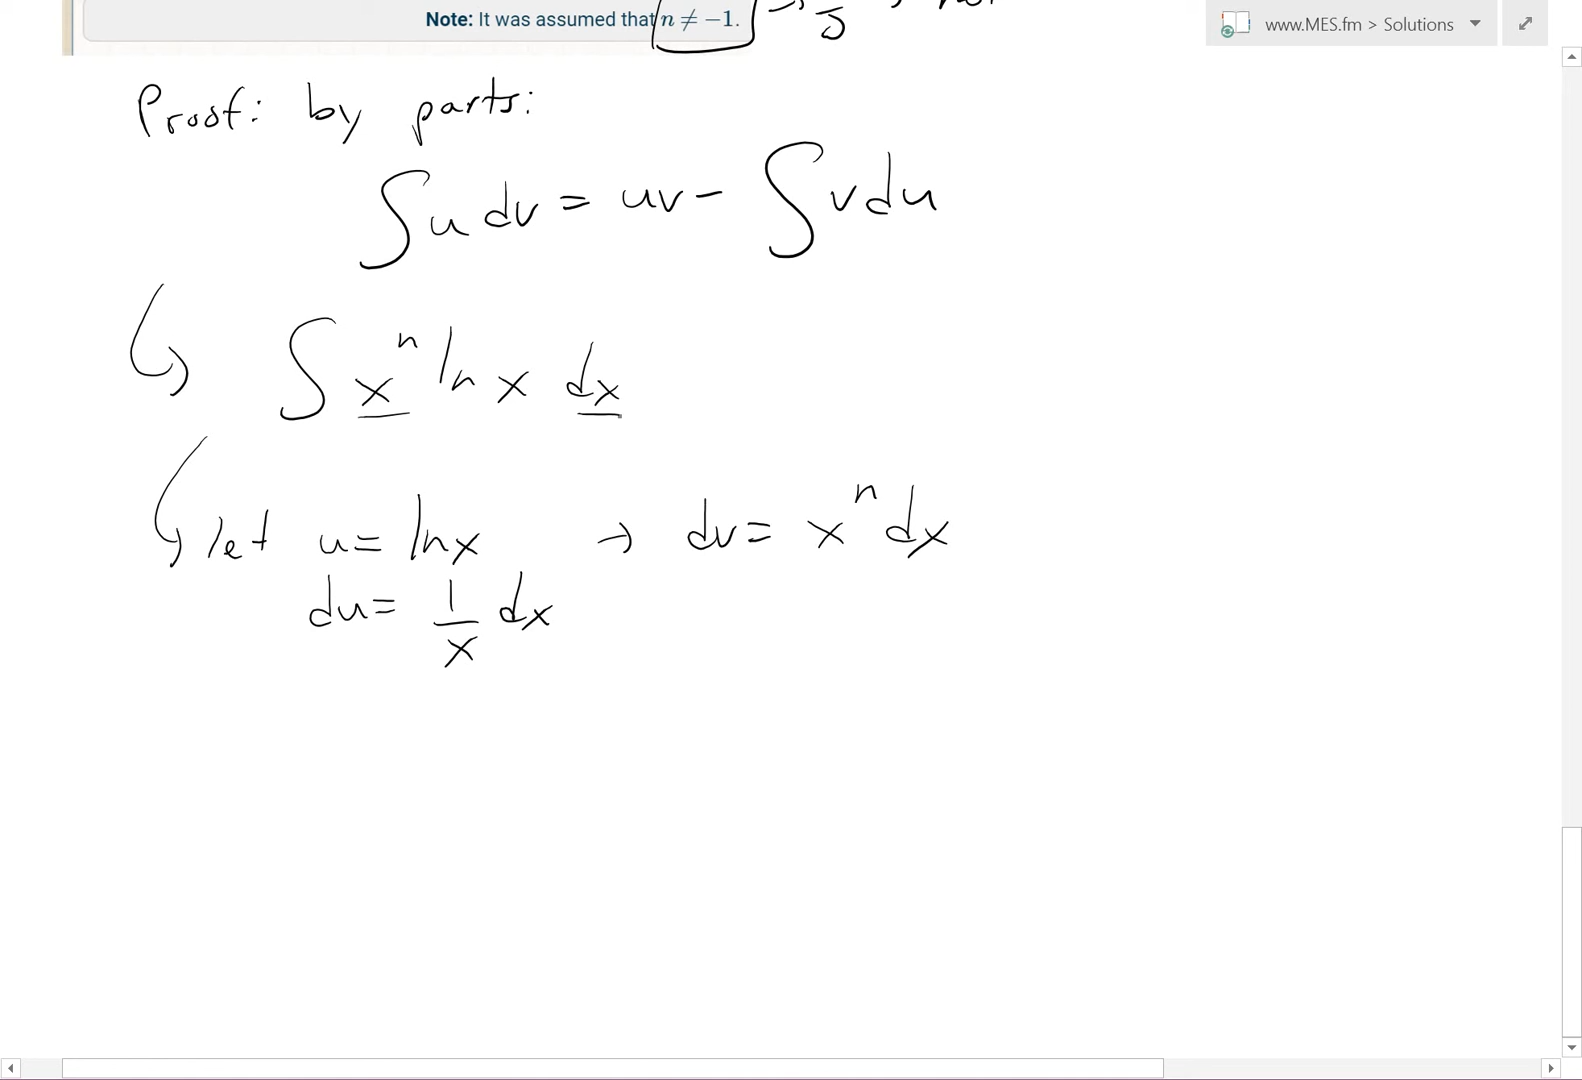 Note: It was assumed that n ≠ −1.
www.MES.fm > Solutions
Proof: by parts:
∫ u dv = uv − ∫ v du
∫ xⁿ ln x dx
let u = ln x → dv = xⁿ dx
du = 1/x dx